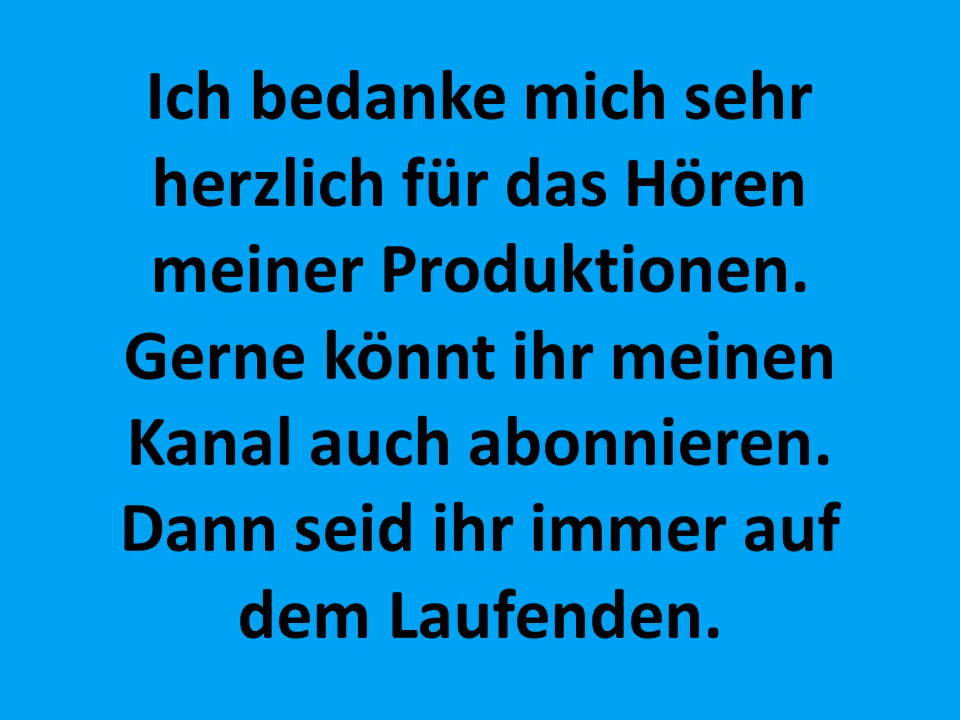 Ich bedanke mich sehr
herzlich für das Hören
meiner Produktionen.
Gerne könnt ihr meinen
Kanal auch abonnieren.
Dann seid ihr immer auf
dem Laufenden.